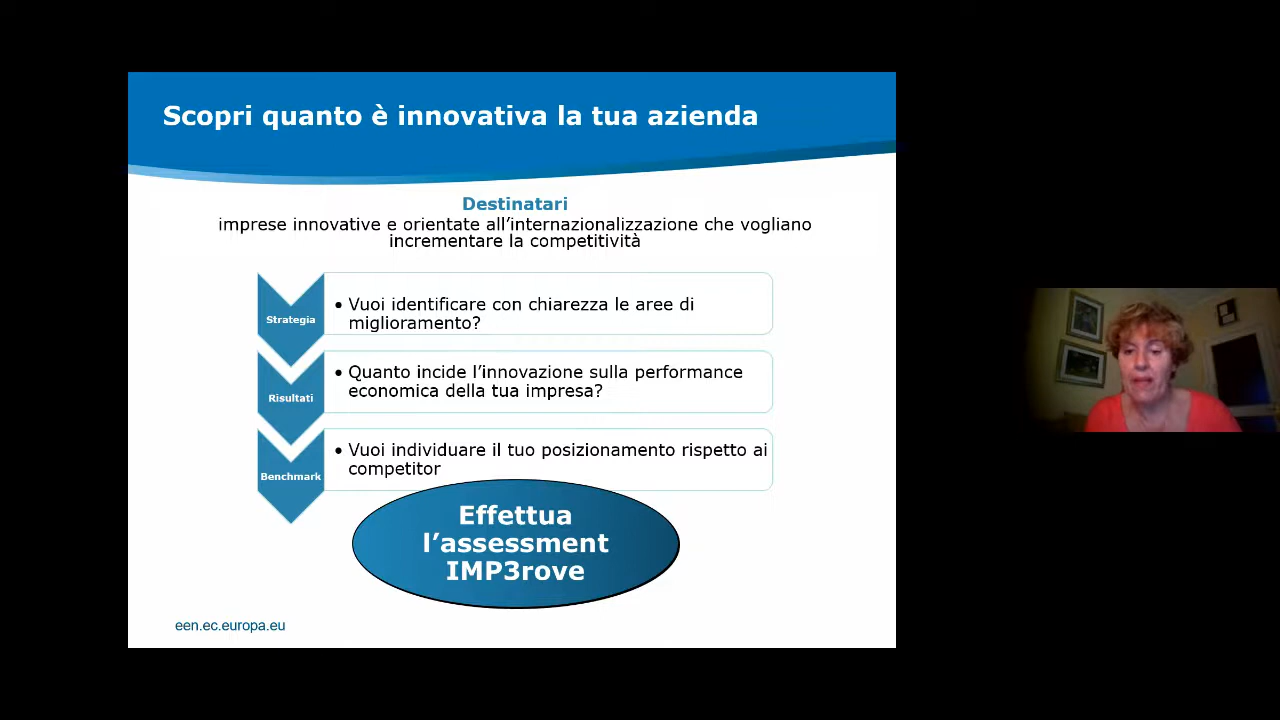 Scopri quanto è innovativa la tua azienda
Destinatari
imprese innovative e orientate all’internazionalizzazione che vogliano
incrementare la competitività
Strategia
• Vuoi identificare con chiarezza le aree di
miglioramento?
Risultati
• Quanto incide l’innovazione sulla performance
economica della tua impresa?
Benchmark
• Vuoi individuare il tuo posizionamento rispetto ai
competitor
Effettua
l’assessment
IMP3rove
een.ec.europa.eu